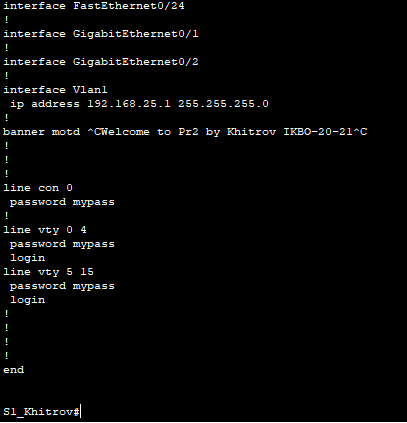 interface FastEthernet0/24
!
interface GigabitEthernet0/1
!
interface GigabitEthernet0/2
!
interface Vlan1
 ip address 192.168.25.1 255.255.255.0
!
banner motd ^CWelcome to Pr2 by Khitrov IKBO-20-21^C
!
!
!
line con 0
 password mypass
!
line vty 0 4
 password mypass
 login
line vty 5 15
 password mypass
 login
!
!
!
!
end
S1_Khitrov#